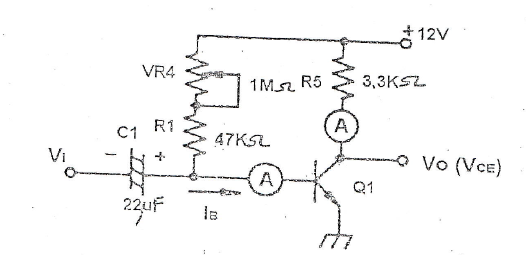 +12V
VR4
1MΩ
R5
3,3KΩ
R1
47KΩ
A
C1
Vi
- +
22uF
IB
A
Q1
Vo (VCE)